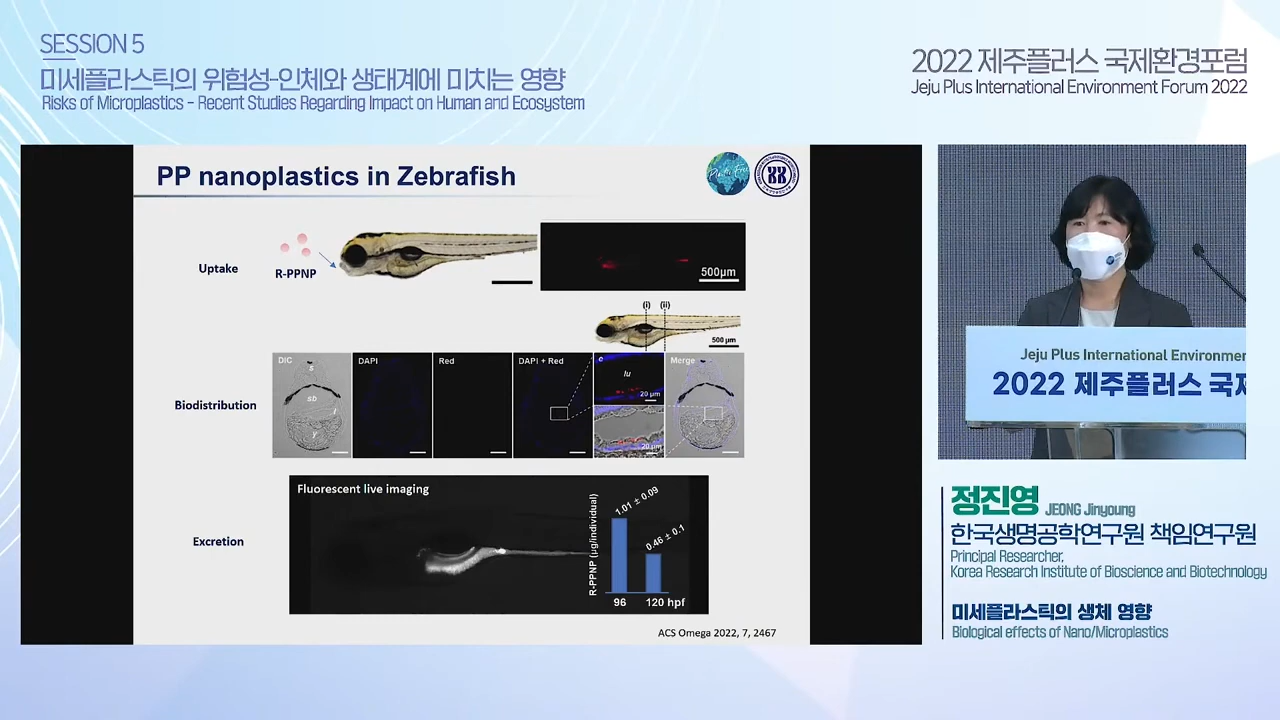 SESSION 5
미세플라스틱의 위험성-인체와 생태계에 미치는 영향
Risks of Microplastics - Recent Studies Regarding Impact on Human and Ecosystem
2022 제주플러스 국제환경포럼
Jeju Plus International Environment Forum 2022
PP nanoplastics in Zebrafish
Uptake
R-PPNP
500µm
(i) (ii)
500 µm
Biodistribution
DIC
s
sb
i
y
DAPI
Red
DAPI + Red
e
lu
20 µm
20 µm
Merge
Excretion
Fluorescent live imaging
R-PPNP (µg/individual)
1.01 ± 0.09
0.46 ± 0.1
96 120 hpf
ACS Omega 2022, 7, 2467
Jeju Plus International Environme
2022 제주플러스 국제
정진영 JEONG Jinyoung
한국생명공학연구원 책임연구원
Principal Researcher,
Korea Research Institute of Bioscience and Biotechnology
미세플라스틱의 생체 영향
Biological effects of Nano/Microplastics